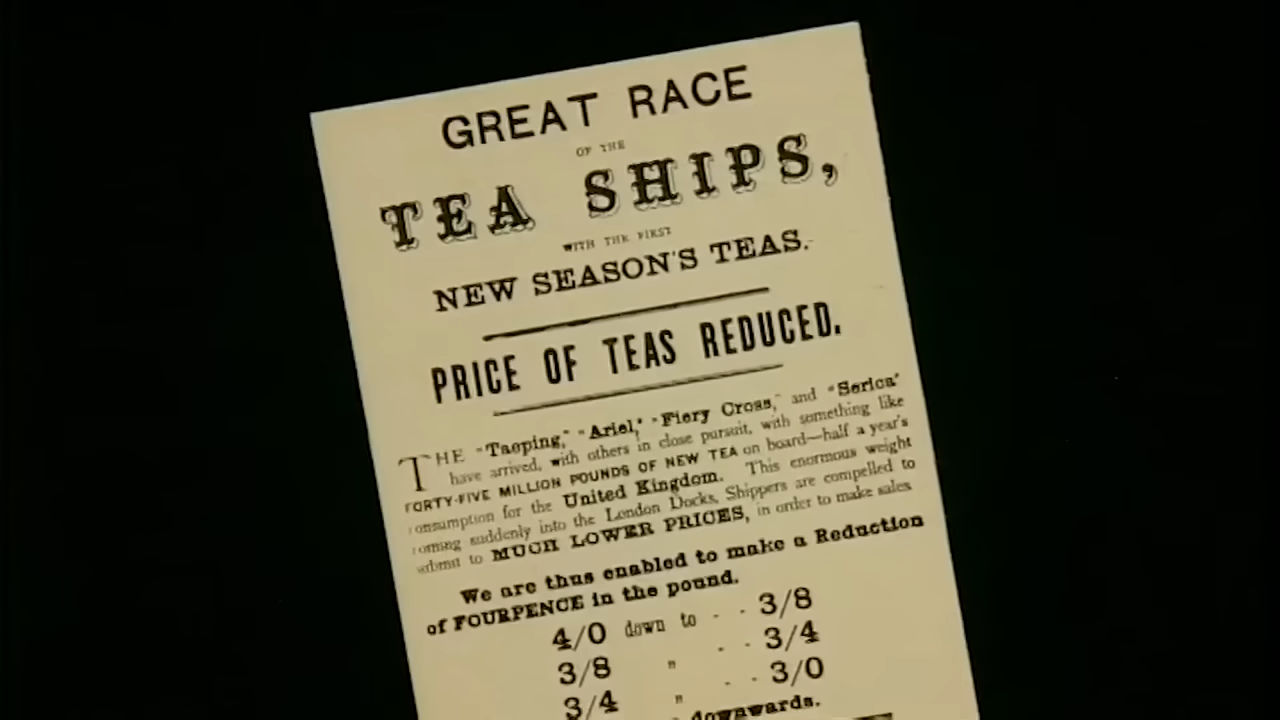 GREAT RACE
OF THE
TEA SHIPS,
WITH THE FIRST
NEW SEASON'S TEAS.
PRICE OF TEAS REDUCED.
THE "Taeping," "Ariel," "Fiery Cross," and "Serica"
have arrived, with others in close pursuit, with something like
FORTY-FIVE MILLION POUNDS OF NEW TEA on board—half a year's
consumption for the United Kingdom. This enormous weight
coming suddenly into the London Docks, Shippers are compelled to
submit to MUCH LOWER PRICES, in order to make sales.
We are thus enabled to make a Reduction
of FOURPENCE in the pound.
4/0 down to - - 3/8
3/8 " - - 3/4
3/4 " - - 3/0
downwards.